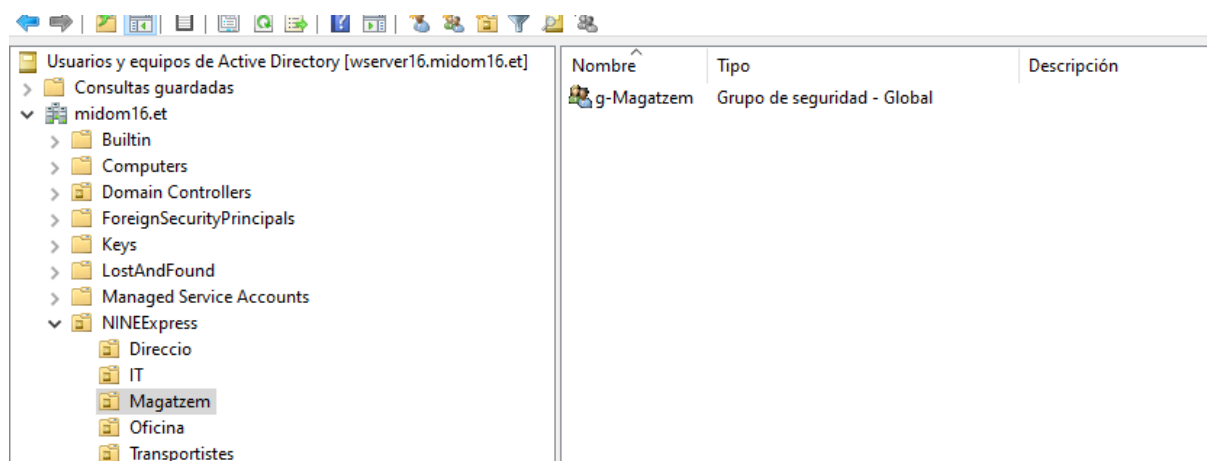 Usuarios y equipos de Active Directory [wserver16.midom16.et]
Consultas guardadas
midom16.et
Builtin
Computers
Domain Controllers
ForeignSecurityPrincipals
Keys
LostAndFound
Managed Service Accounts
NINEExpress
Direccio
IT
Magatzem
Oficina
Transportistes
Nombre Tipo Descripción
g-Magatzem Grupo de seguridad - Global